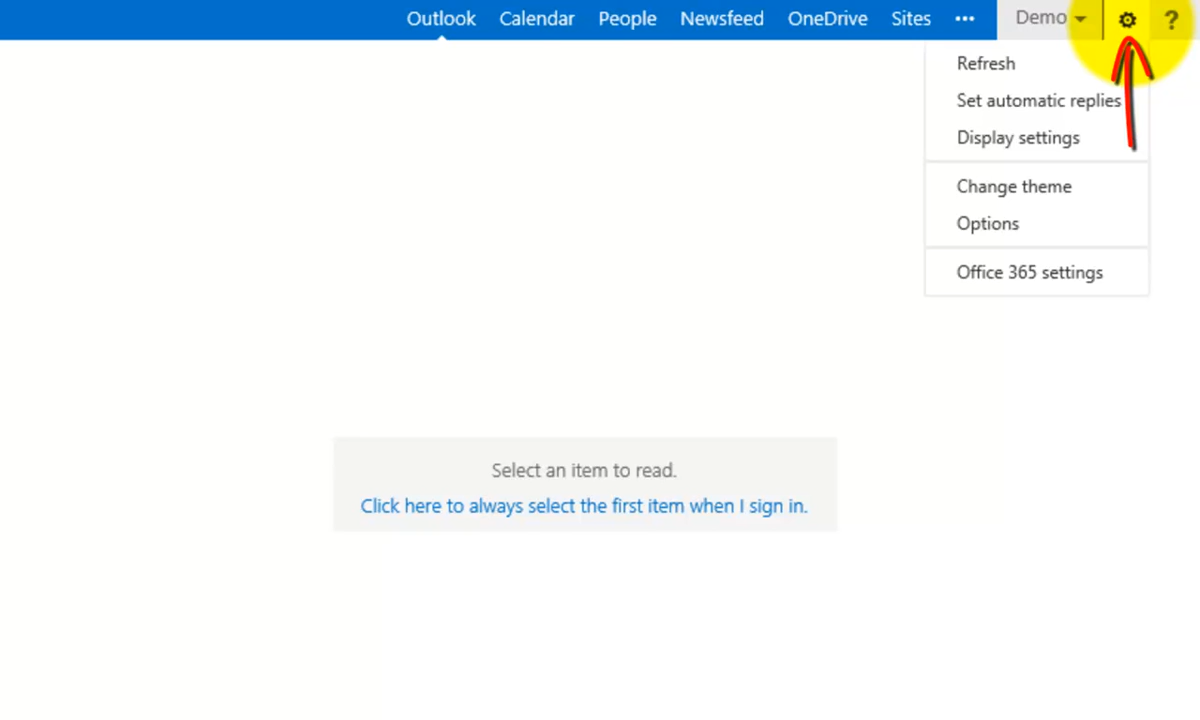 Outlook Calendar People Newsfeed OneDrive Sites ••• Demo ?
Refresh
Set automatic replies
Display settings
Change theme
Options
Office 365 settings
Select an item to read.
Click here to always select the first item when I sign in.